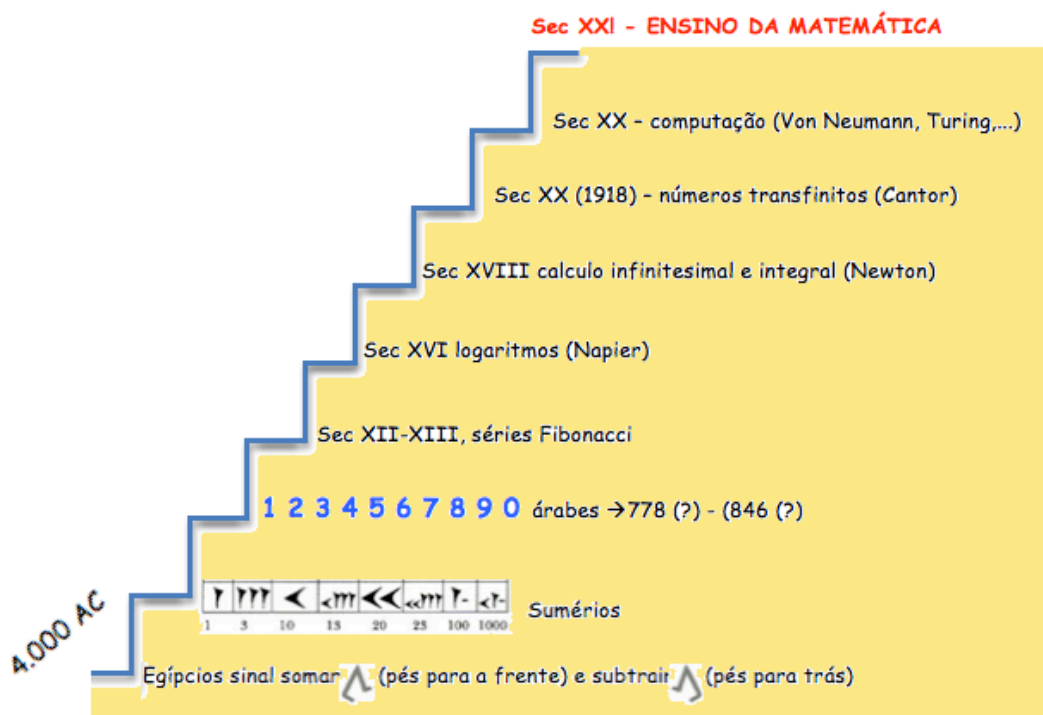 Sec XXI - ENSINO DA MATEMÁTICA
Sec XX - computação (Von Neumann, Turing,...)
Sec XX (1918) - números transfinitos (Cantor)
Sec XVIII calculo infinitesimal e integral (Newton)
Sec XVI logaritmos (Napier)
Sec XII-XIII, séries Fibonacci
1 2 3 4 5 6 7 8 9 0 árabes →778 (?) - (846 (?)
1 3 10 13 20 23 100 1000 Sumérios
4.000 AC
Egípcios sinal somar (pés para a frente) e subtrair (pés para trás)